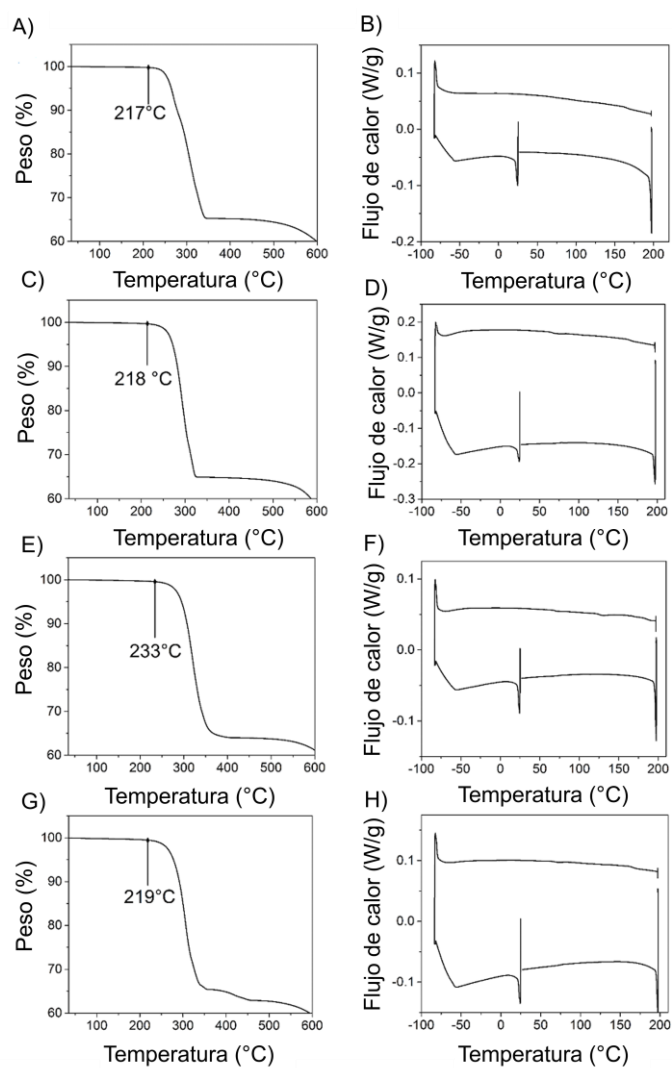 A)
Peso (%)
100
90
80
70
60
217°C
100 200 300 400 500 600
Temperatura (°C)
B)
Flujo de calor (W/g)
0.1
0.0
-0.1
-0.2
-100 -50 0 50 100 150 200
Temperatura (°C)
C)
Peso (%)
100
90
80
70
60
218 °C
100 200 300 400 500 600
Temperatura (°C)
D)
Flujo de calor (W/g)
0.2
0.1
0.0
-0.1
-0.2
-0.3
-100 -50 0 50 100 150 200
Temperatura (°C)
E)
Peso (%)
100
90
80
70
60
233°C
100 200 300 400 500 600
Temperatura (°C)
F)
Flujo de calor (W/g)
0.1
0.0
-0.1
-100 -50 0 50 100 150 200
Temperatura (°C)
G)
Peso (%)
100
90
80
70
60
219°C
100 200 300 400 500 600
Temperatura (°C)
H)
Flujo de calor (W/g)
0.1
0.0
-0.1
-100 -50 0 50 100 150 200
Temperatura (°C)